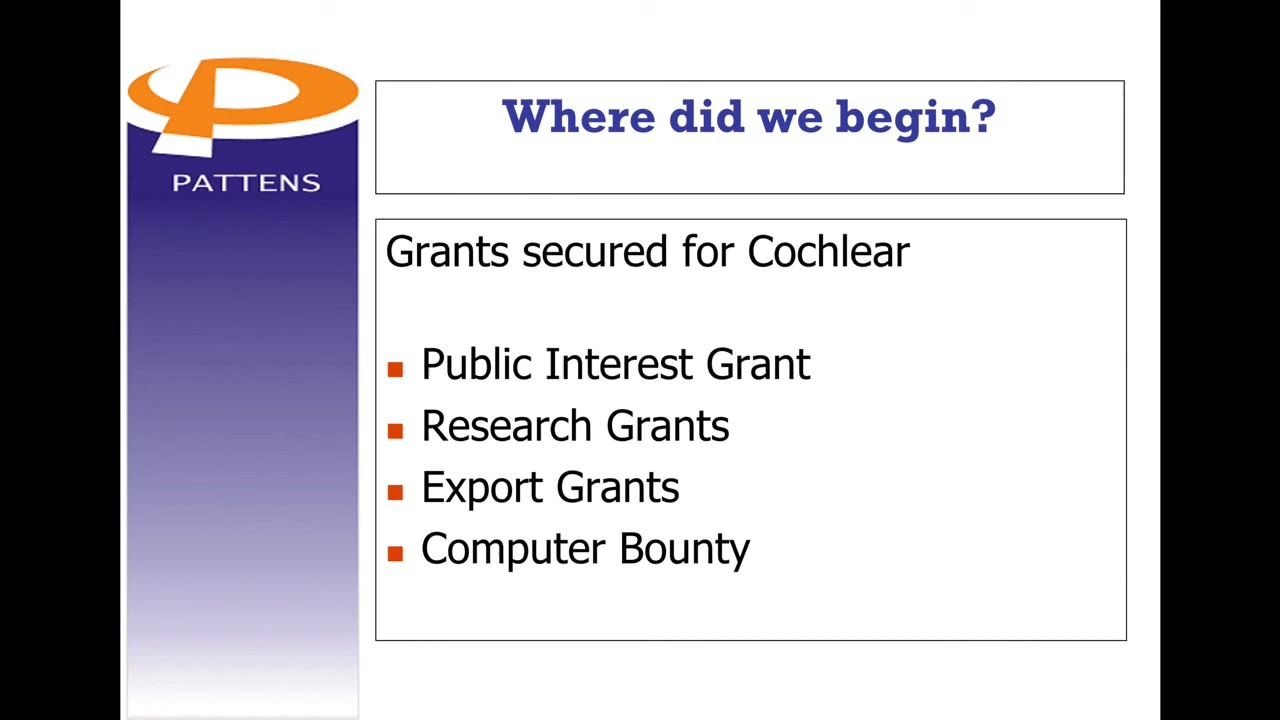 PATTENS
Where did we begin?
Grants secured for Cochlear
Public Interest Grant
Research Grants
Export Grants
Computer Bounty